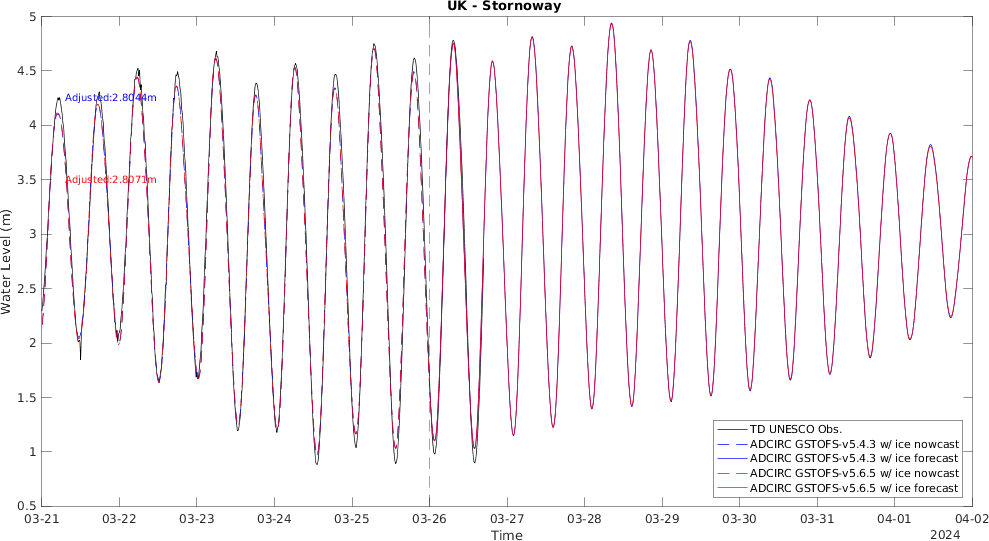 UK - Stornoway
5
4.5
4
3.5
3
2.5
2
1.5
1
0.5
Water Level (m)
Adjusted:2.8044m
Adjusted:2.8071m
TD UNESCO Obs.
ADCIRC GSTOFS-v5.4.3 w/ ice nowcast
ADCIRC GSTOFS-v5.4.3 w/ ice forecast
ADCIRC GSTOFS-v5.6.5 w/ ice nowcast
ADCIRC GSTOFS-v5.6.5 w/ ice forecast
03-21 03-22 03-23 03-24 03-25 03-26 03-27 03-28 03-29 03-30 03-31 04-01 04-02
Time
2024